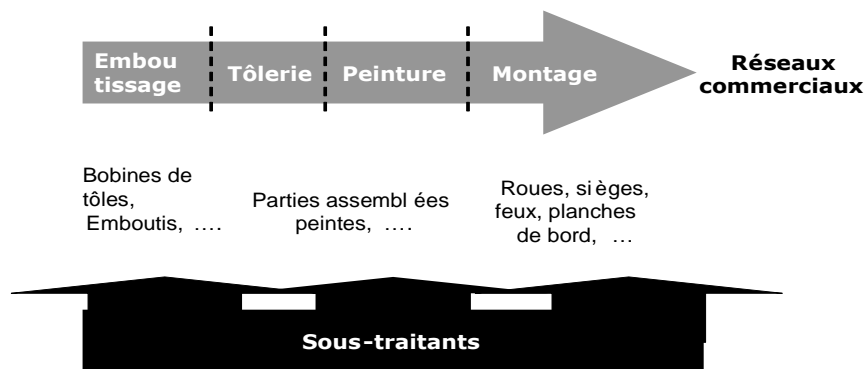 Embou
tissage
Tôlerie
Peinture
Montage
Réseaux
commerciaux
Bobines de
tôles,
Emboutis, ....
Parties assembl ées
peintes, ....
Roues, si èges,
feux, planches
de bord, ...
Sous-traitants